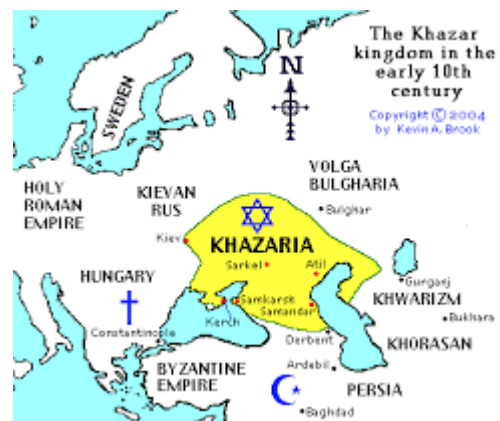 The Khazar
kingdom in the
early 10th
century
Copyright © 2004
by Kevin A. Brook
N
SWEDEN
HOLY
ROMAN
EMPIRE
KIEVAN
RUS
VOLGA
BULGHARIA
Bulghar
Kiev
KHAZARIA
Sarkel
Atil
HUNGARY
Samkarsh
Samandar
Kerch
Gurganj
KHWARIZM
Bukhara
Constantinople
Derbent
KHORASAN
BYZANTINE
EMPIRE
Ardebil
PERSIA
Baghdad